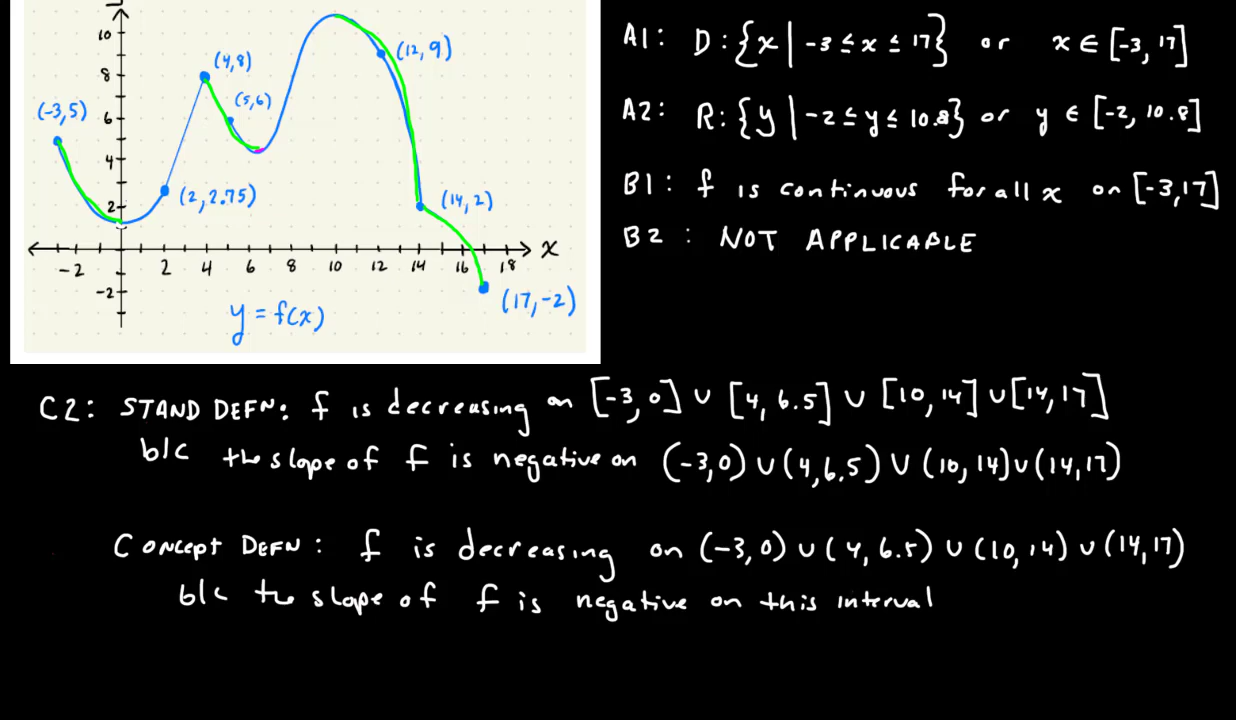 10
8
6
4
2
-2
-2
2
4
6
8
10
12
14
16
18
x
(-3,5)
(4,8)
(5,6)
(2,2.75)
(12,9)
(14,2)
(17,-2)
y = f(x)
A1: D:{x | -3 ≤ x ≤ 17} or x ∈ [-3, 17]
A2: R:{y | -2 ≤ y ≤ 10.8} or y ∈ [-2, 10.8]
B1: f is continuous for all x on [-3,17]
B2: NOT APPLICABLE
C2: STAND DEFN: f is decreasing on [-3,0] ∪ [4, 6.5] ∪ [10,14] ∪ [14,17]
b/c the slope of f is negative on (-3,0) ∪ (4,6.5) ∪ (10,14) ∪ (14,17)
CONCEPT DEFN: f is decreasing on (-3,0) ∪ (4, 6.5) ∪ (10,14) ∪ (14,17)
b/c the slope of f is negative on this interval